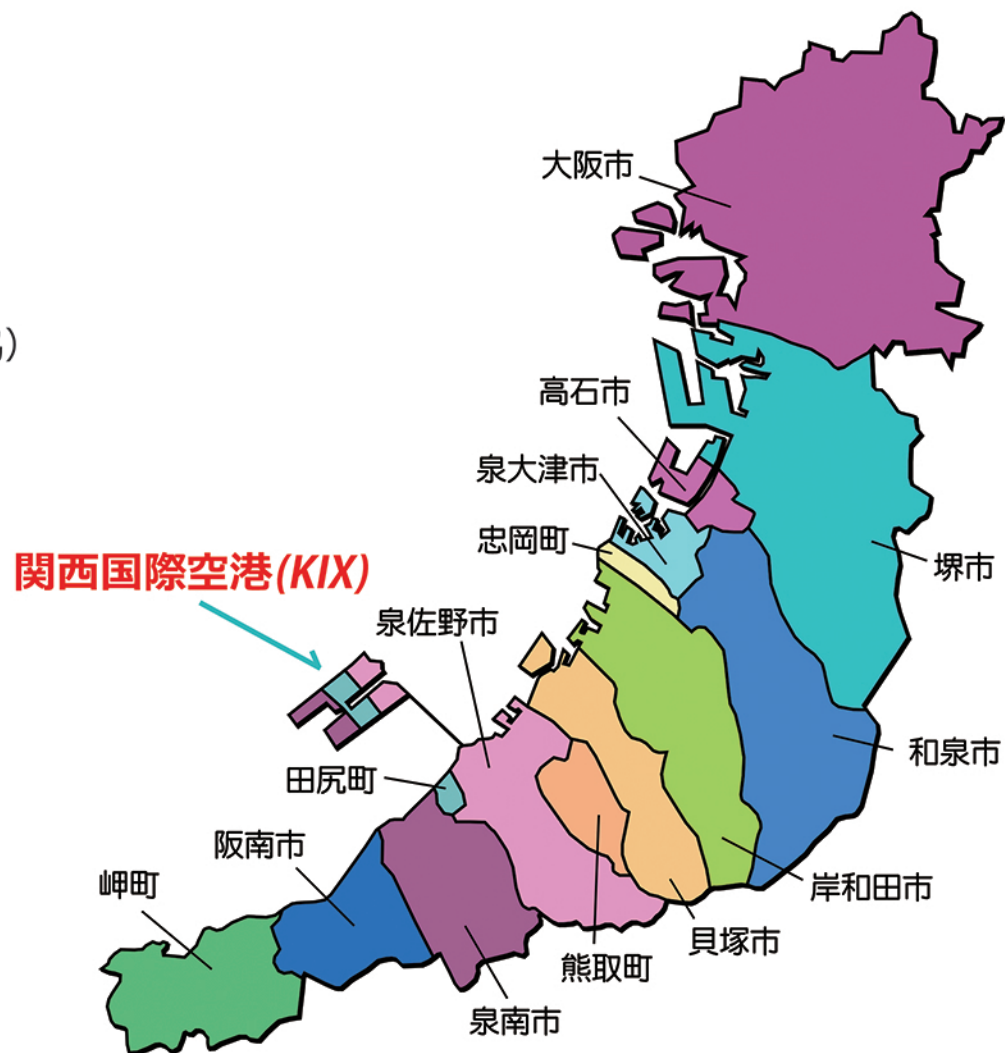 大阪市
)
高石市
泉大津市
忠岡町
堺市
関西国際空港(KIX)
泉佐野市
和泉市
田尻町
阪南市
岬町
岸和田市
貝塚市
熊取町
泉南市